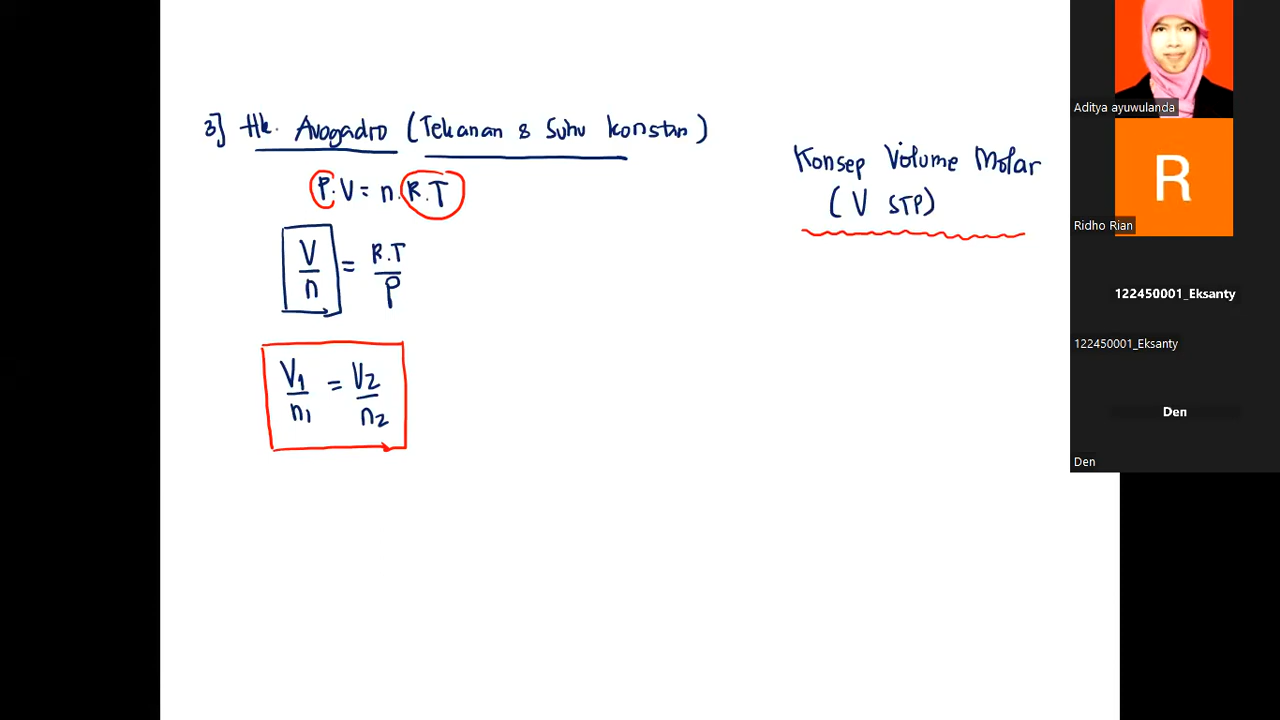 3] Hk. Avogadro (Tekanan & Suhu konstan)
P.V = n.R.T
V/n = R.T/P
V1/n1 = V2/n2
Konsep Volume Molar
(V STP)
Aditya ayuwulanda
R
Ridho Rian
122450001_Eksanty
122450001_Eksanty
Den
Den